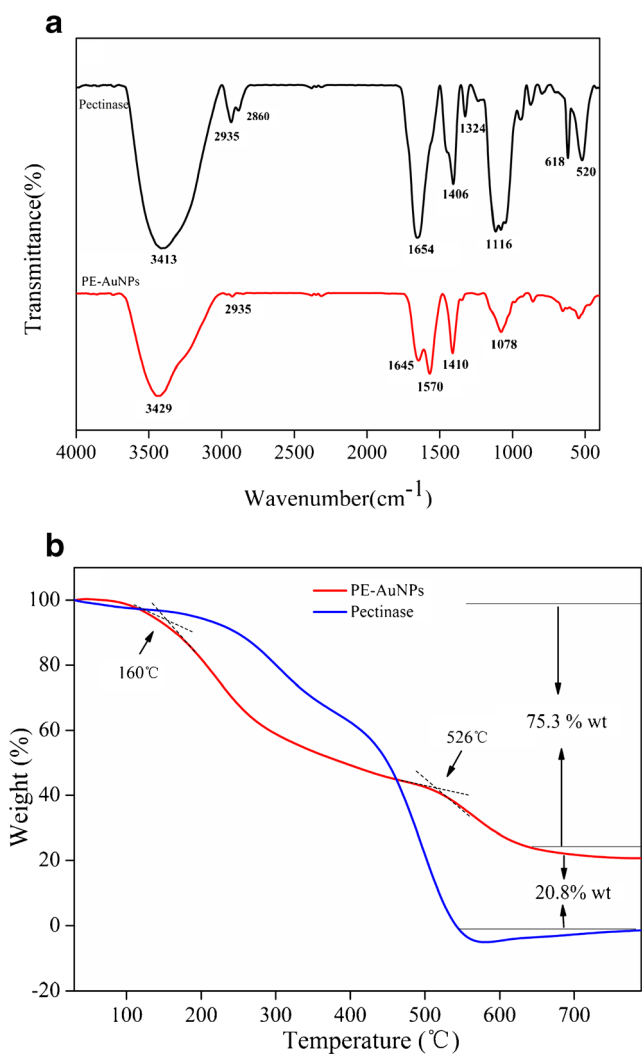 a
Pectinase
2935
2860
1324
618
520
1406
1654
1116
3413
PE-AuNPs
2935
1645
1570
1410
1078
3429
Transmittance(%)
4000 3500 3000 2500 2000 1500 1000 500
Wavenumber(cm-1)
b
PE-AuNPs
Pectinase
160℃
526℃
75.3 % wt
20.8% wt
100
80
60
40
20
0
-20
Weight (%)
100 200 300 400 500 600 700
Temperature (℃)